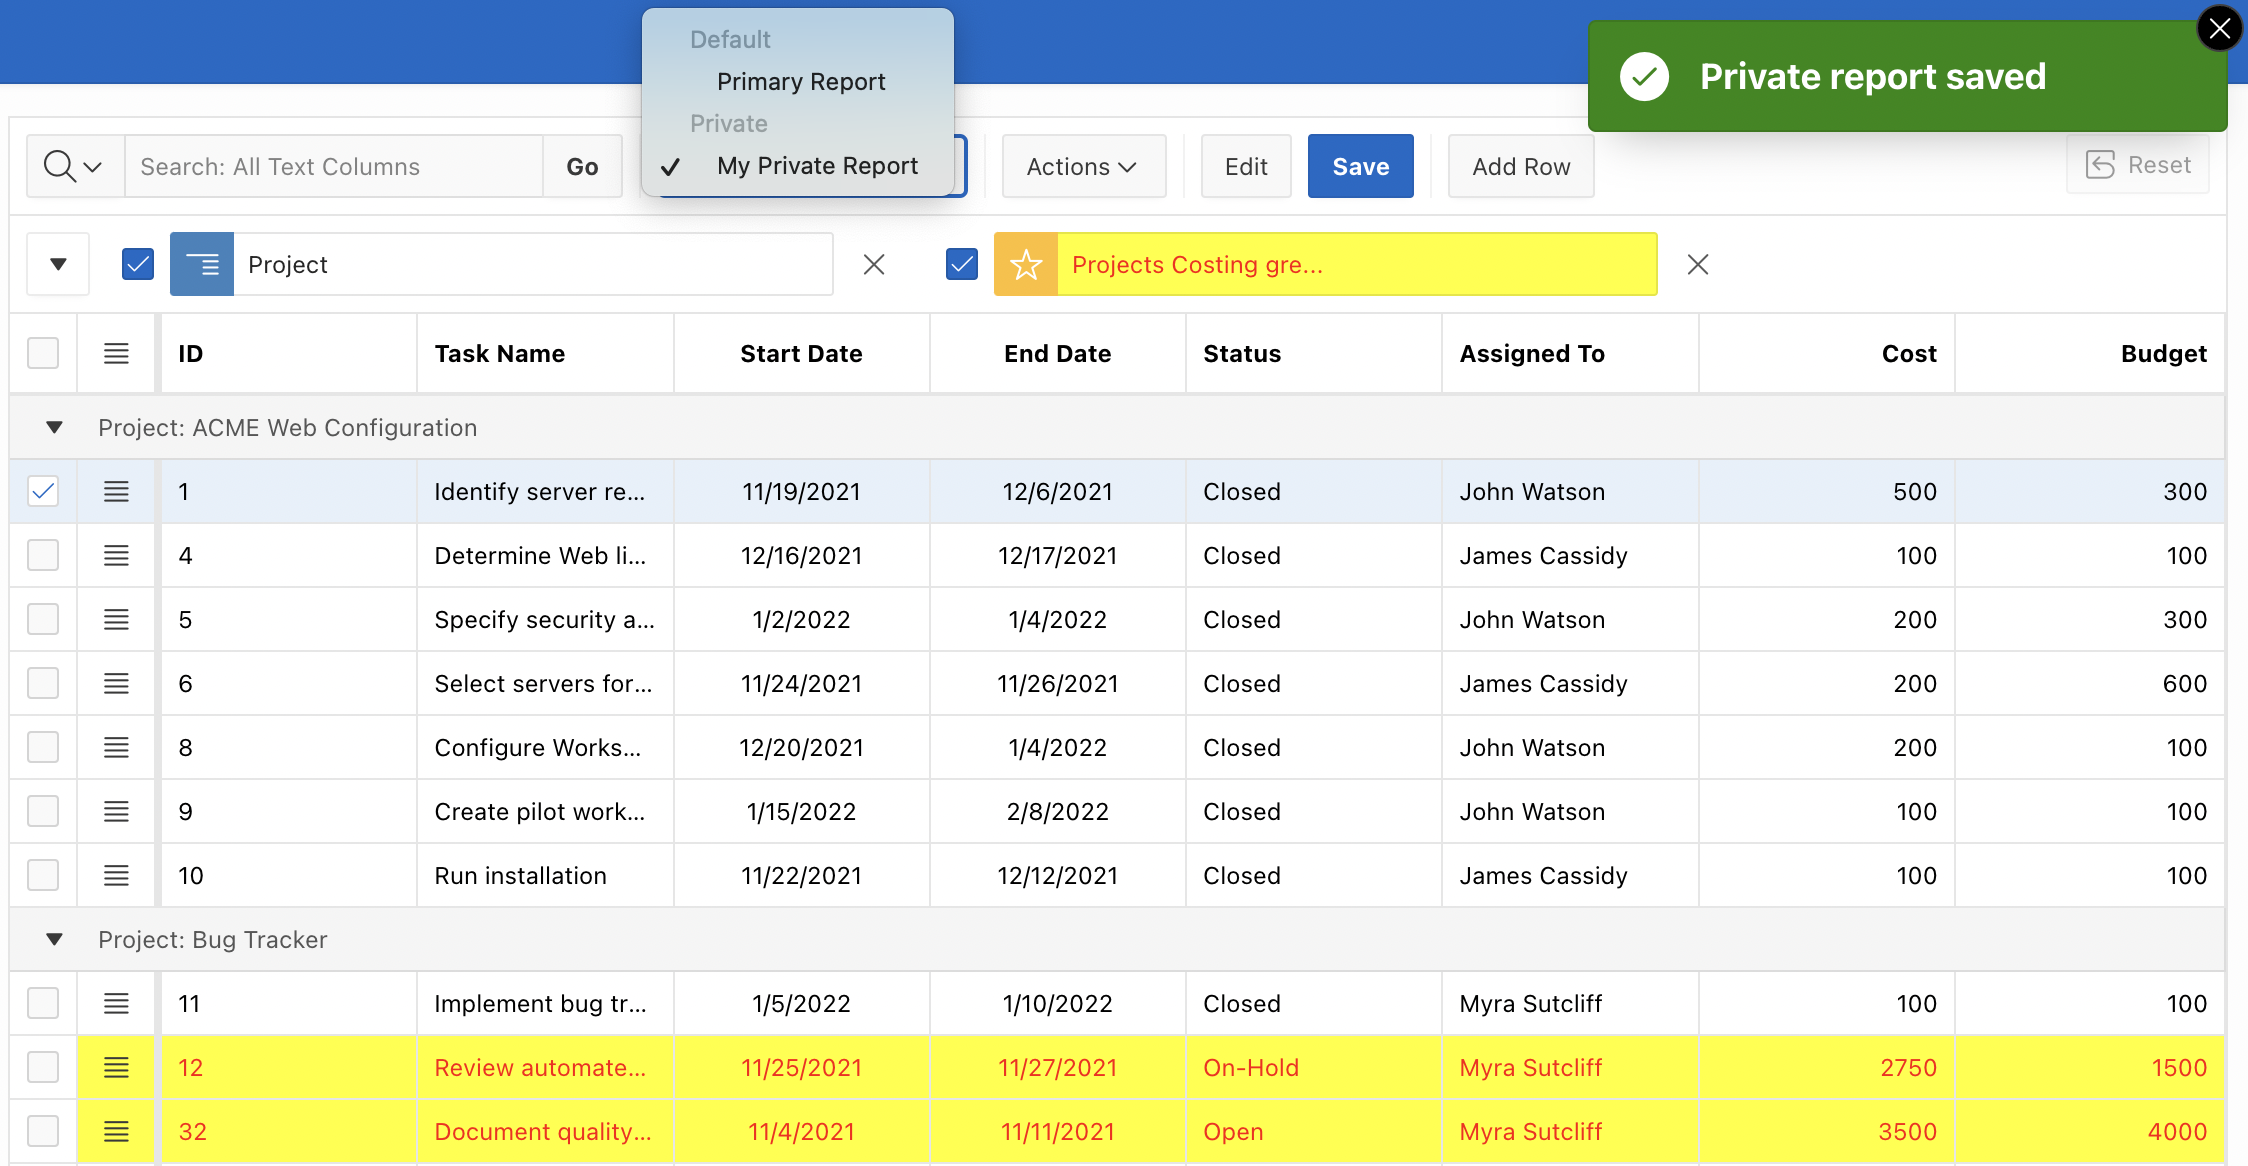 Default
Primary Report
Private
My Private Report
Private report saved
Search: All Text Columns
Go
Actions
Edit
Save
Add Row
Reset
Project
Projects Costing gre...
ID Task Name Start Date End Date Status Assigned To Cost Budget
Project: ACME Web Configuration
1 Identify server re... 11/19/2021 12/6/2021 Closed John Watson 500 300
4 Determine Web li... 12/16/2021 12/17/2021 Closed James Cassidy 100 100
5 Specify security a... 1/2/2022 1/4/2022 Closed John Watson 200 300
6 Select servers for... 11/24/2021 11/26/2021 Closed James Cassidy 200 600
8 Configure Works... 12/20/2021 1/4/2022 Closed John Watson 200 100
9 Create pilot work... 1/15/2022 2/8/2022 Closed John Watson 100 100
10 Run installation 11/22/2021 12/12/2021 Closed James Cassidy 100 100
Project: Bug Tracker
11 Implement bug tr... 1/5/2022 1/10/2022 Closed Myra Sutcliff 100 100
12 Review automate... 11/25/2021 11/27/2021 On-Hold Myra Sutcliff 2750 1500
32 Document quality... 11/4/2021 11/11/2021 Open Myra Sutcliff 3500 4000